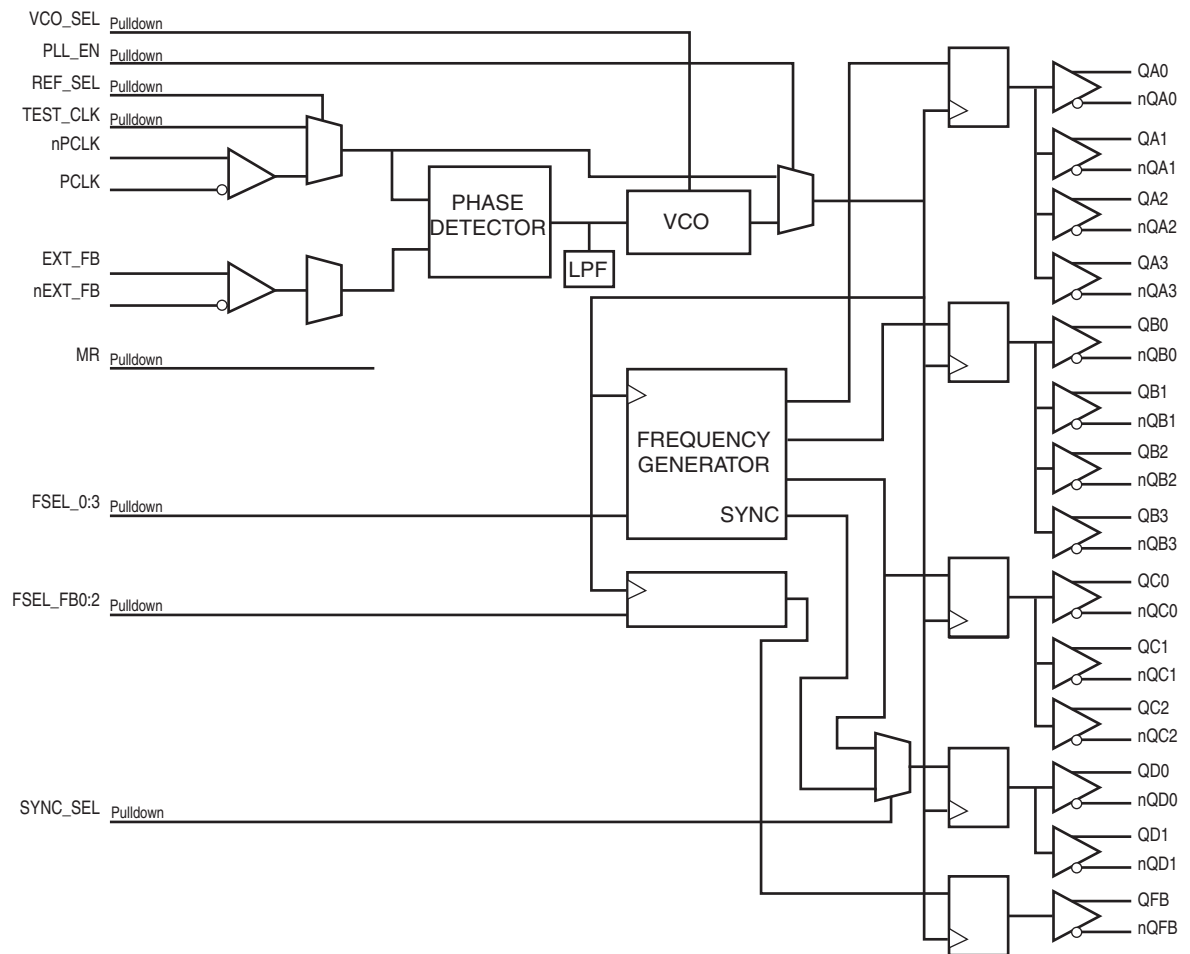 VCO_SEL Pulldown
PLL_EN Pulldown
REF_SEL Pulldown
TEST_CLK Pulldown
nPCLK
PCLK
EXT_FB
nEXT_FB
MR Pulldown
FSEL_0:3 Pulldown
FSEL_FB0:2 Pulldown
SYNC_SEL Pulldown
PHASE
DETECTOR
LPF
VCO
FREQUENCY
GENERATOR
SYNC
QA0
nQA0
QA1
nQA1
QA2
nQA2
QA3
nQA3
QB0
nQB0
QB1
nQB1
QB2
nQB2
QB3
nQB3
QC0
nQC0
QC1
nQC1
QC2
nQC2
QD0
nQD0
QD1
nQD1
QFB
nQFB